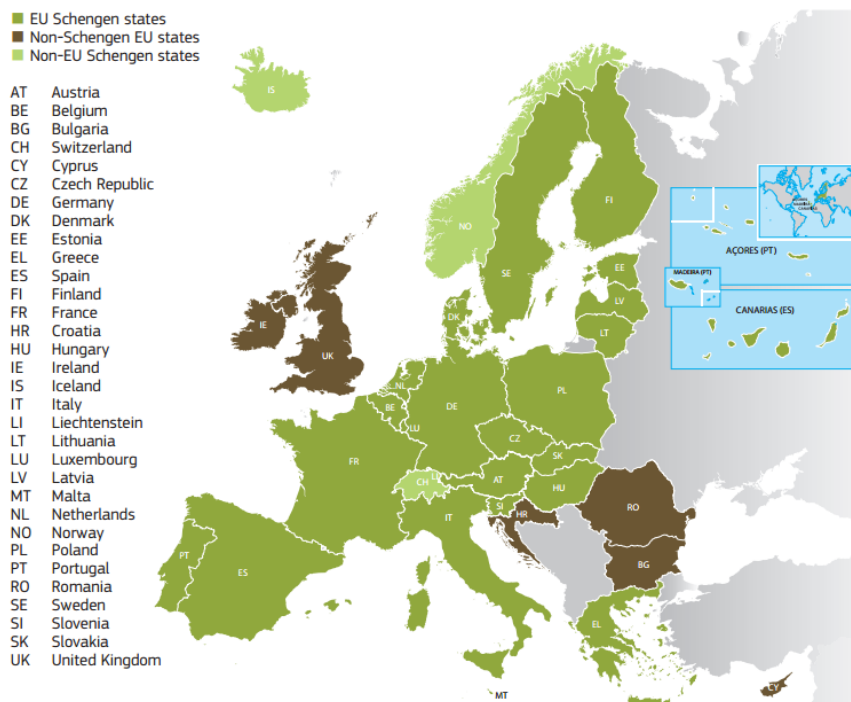 EU Schengen states
Non-Schengen EU states
Non-EU Schengen states
AT Austria
BE Belgium
BG Bulgaria
CH Switzerland
CY Cyprus
CZ Czech Republic
DE Germany
DK Denmark
EE Estonia
EL Greece
ES Spain
FI Finland
FR France
HR Croatia
HU Hungary
IE Ireland
IS Iceland
IT Italy
LI Liechtenstein
LT Lithuania
LU Luxembourg
LV Latvia
MT Malta
NL Netherlands
NO Norway
PL Poland
PT Portugal
RO Romania
SE Sweden
SI Slovenia
SK Slovakia
UK United Kingdom
IS
FI
NO
SE
EE
LV
DK
LT
IE
UK
NL
PL
BE
DE
LU
CZ
FR
SK
AT
HU
CH
LI
SI
HR
RO
IT
PT
ES
BG
EL
MT
CY
AÇORES (PT)
MADEIRA (PT)
CANARIAS (ES)